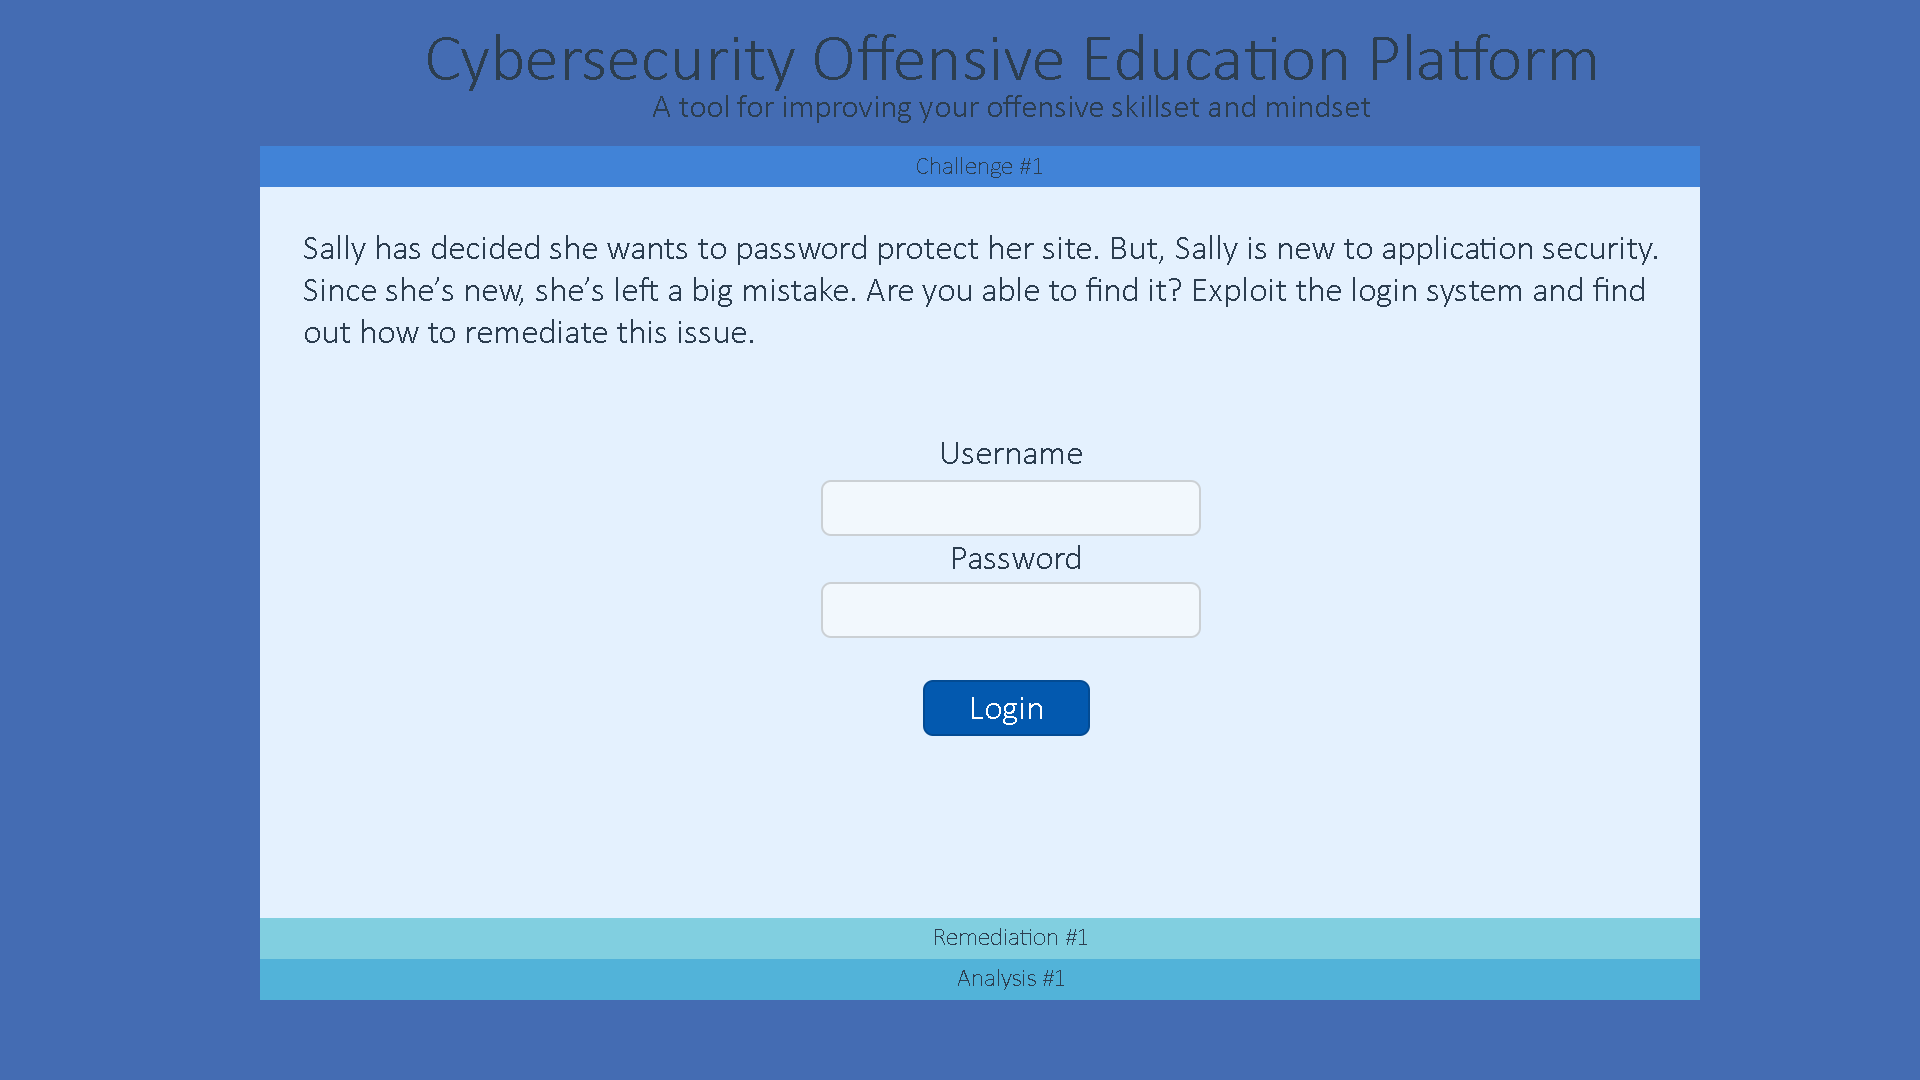 Cybersecurity Offensive Education Platform
A tool for improving your offensive skillset and mindset
Challenge #1
Sally has decided she wants to password protect her site. But, Sally is new to application security.
Since she’s new, she’s left a big mistake. Are you able to find it? Exploit the login system and find
out how to remediate this issue.
Username
Password
Login
Remediation #1
Analysis #1